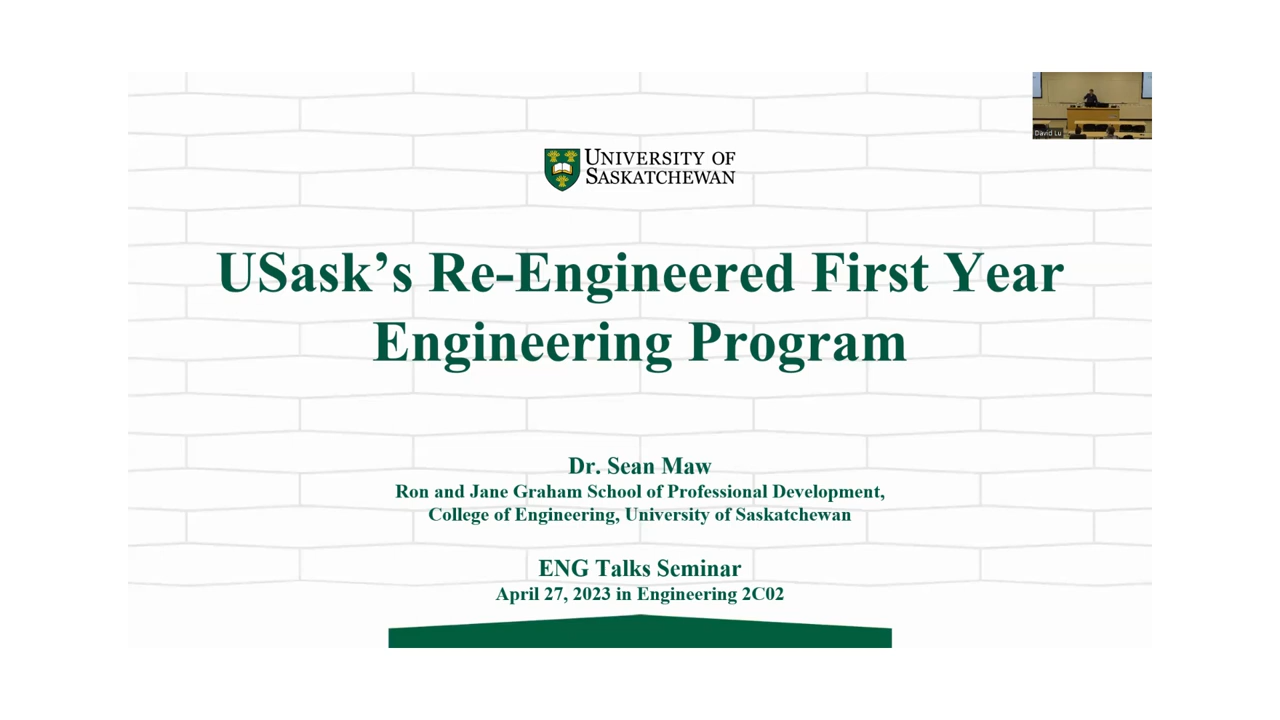 David Lu
UNIVERSITY OF
SASKATCHEWAN
USask’s Re-Engineered First Year
Engineering Program
Dr. Sean Maw
Ron and Jane Graham School of Professional Development,
College of Engineering, University of Saskatchewan
ENG Talks Seminar
April 27, 2023 in Engineering 2C02